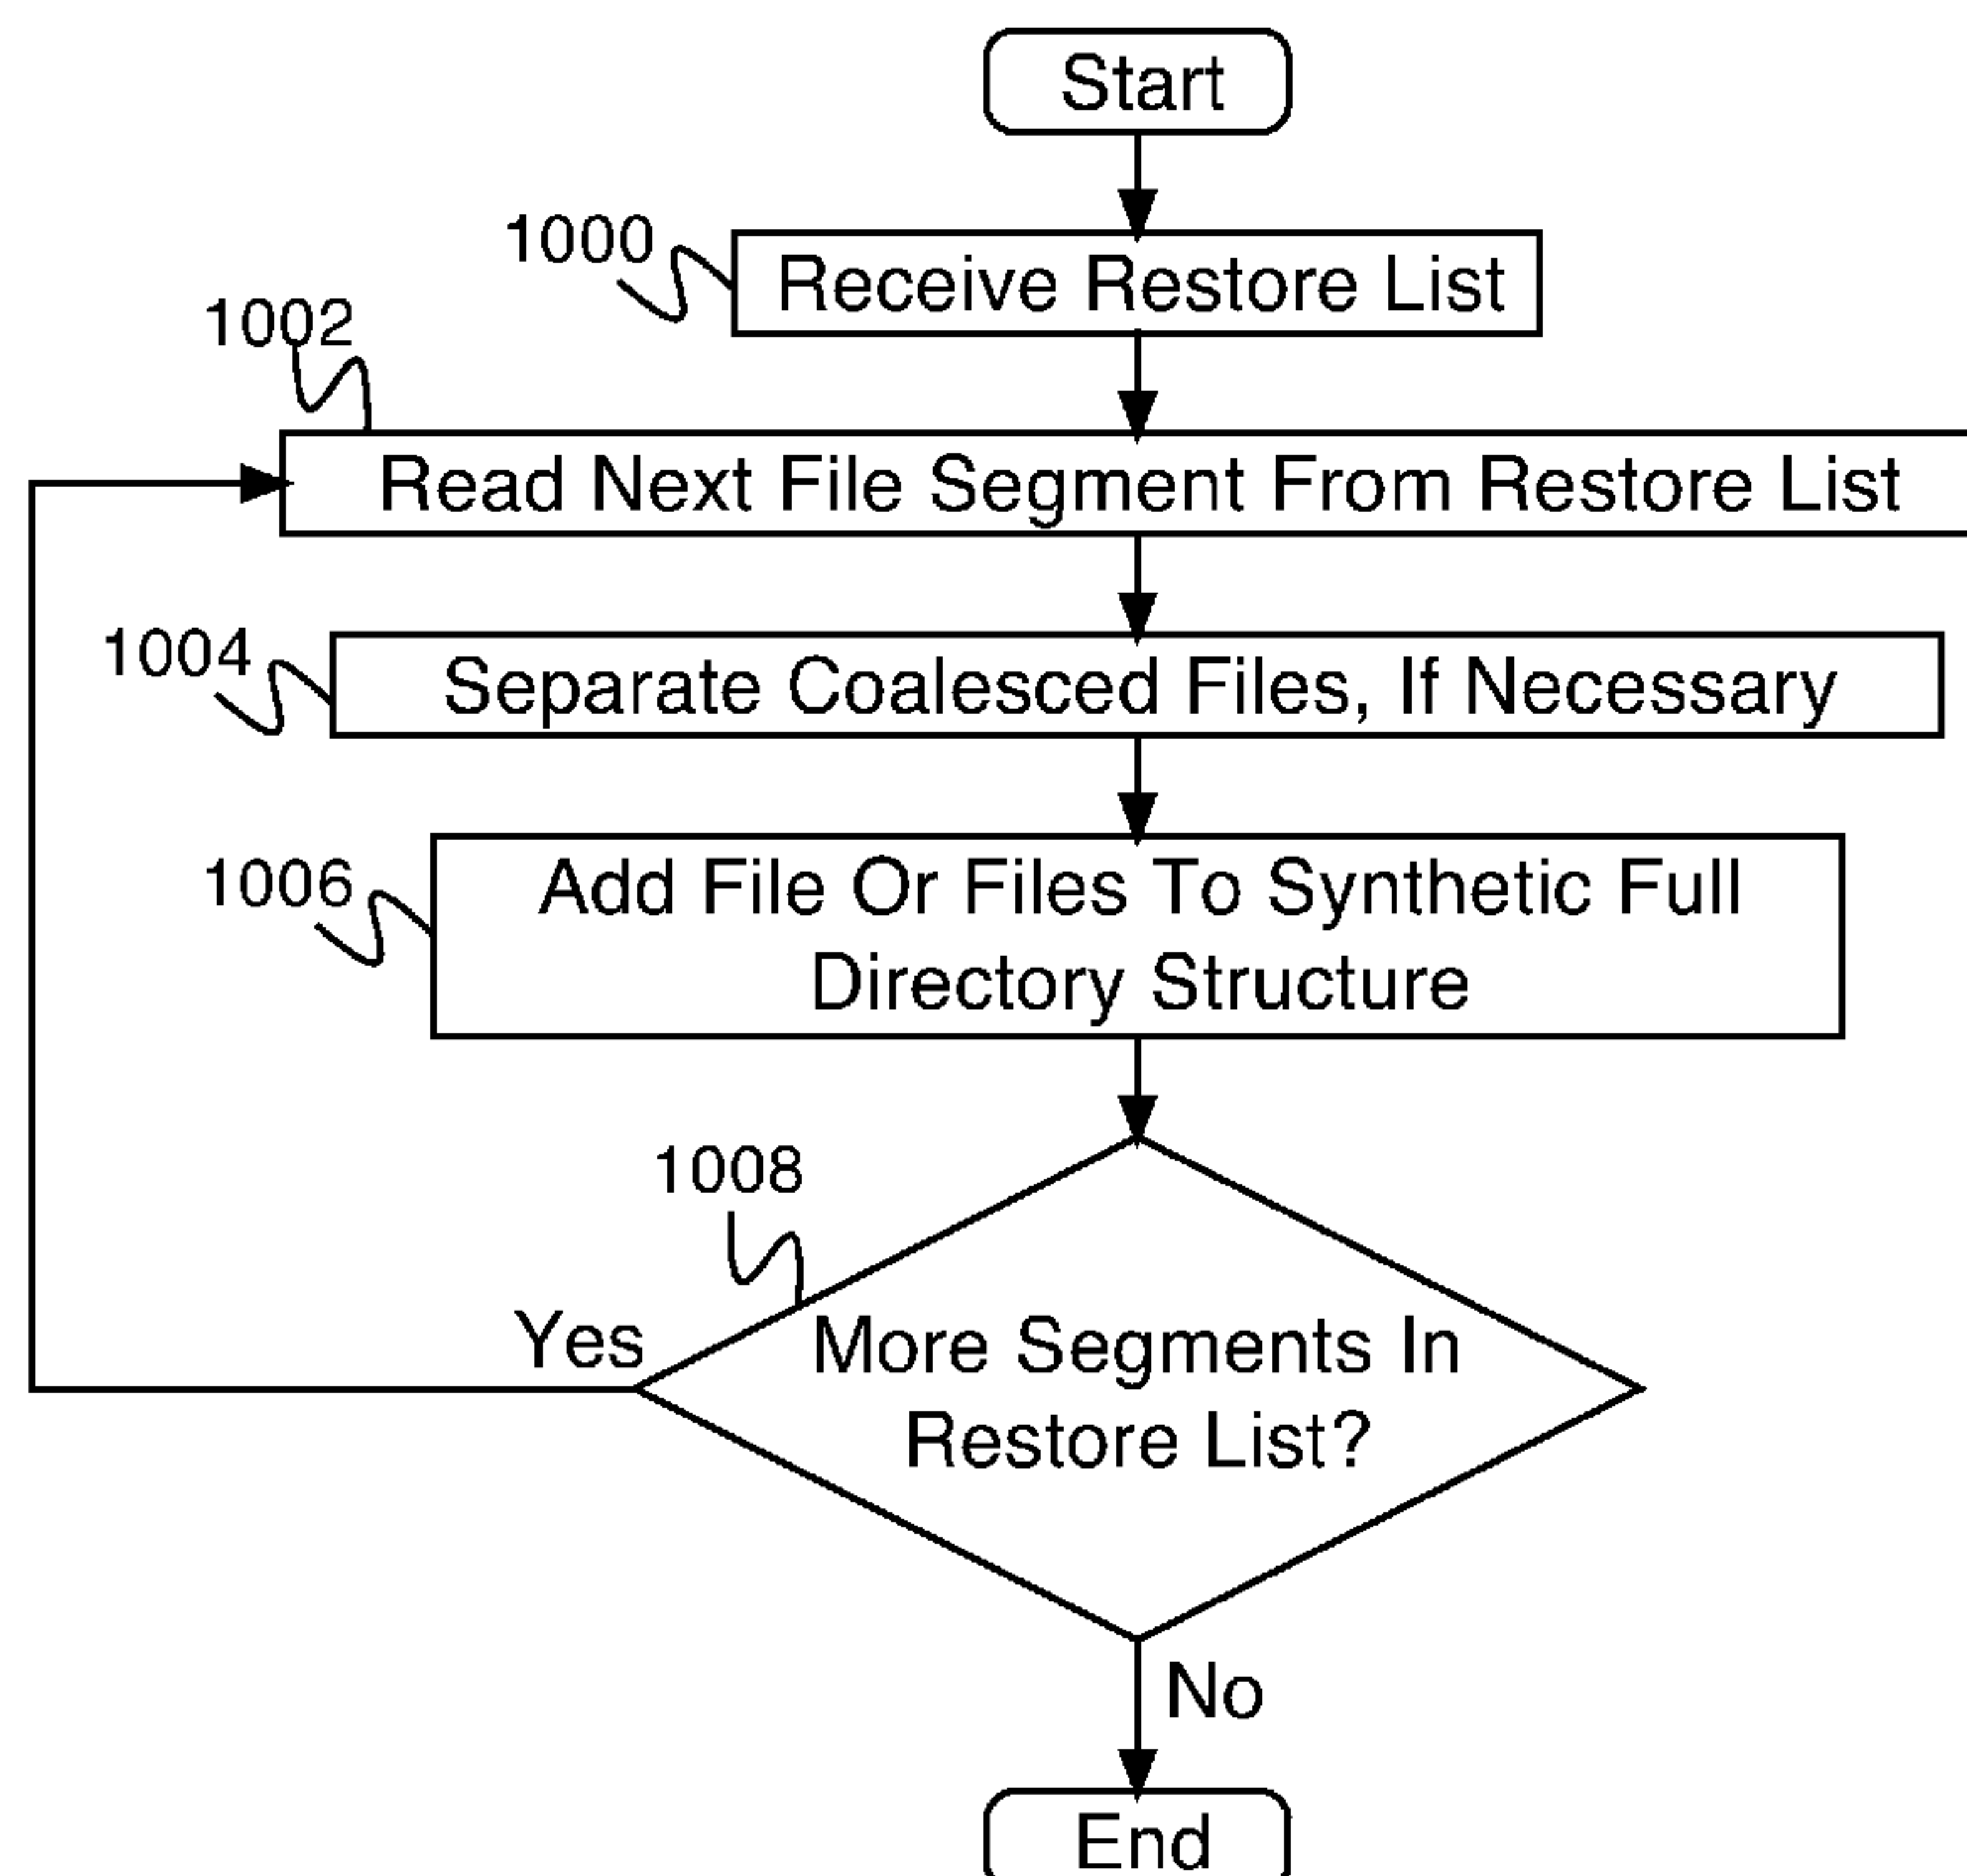 Start
1000
Receive Restore List
1002
Read Next File Segment From Restore List
1004
Separate Coalesced Files, If Necessary
1006
Add File Or Files To Synthetic Full
Directory Structure
1008
Yes
More Segments In
Restore List?
No
End